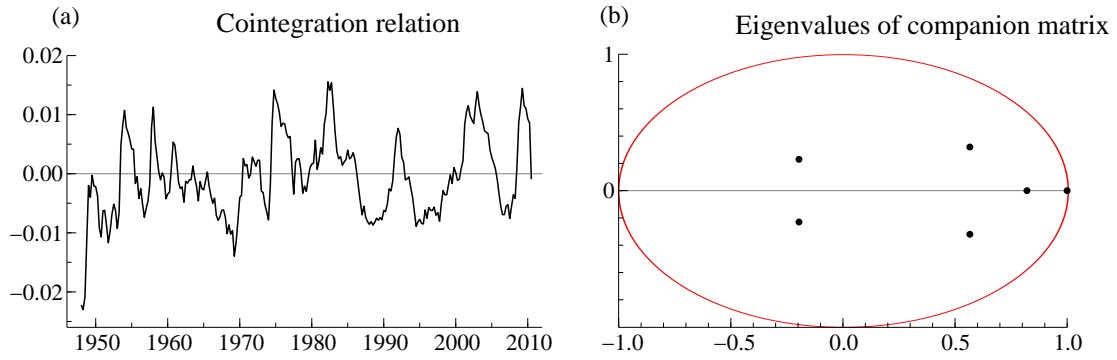 (a) Cointegration relation
0.02
0.01
0.00
−0.01
−0.02
1950 1960 1970 1980 1990 2000 2010
(b) Eigenvalues of companion matrix
1
0
−1.0 −0.5 0.0 0.5 1.0